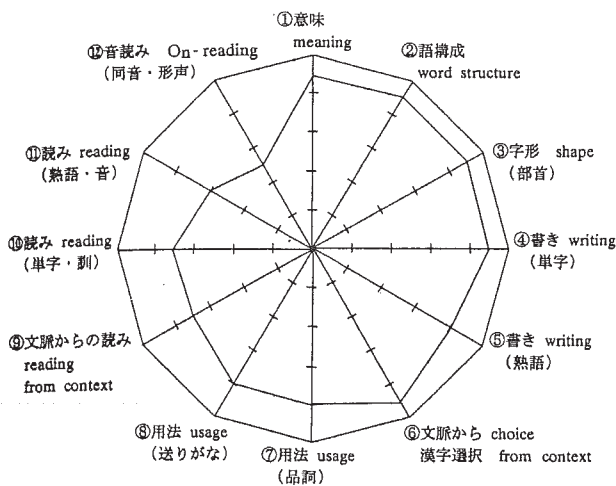 ①意味
meaning
②語構成
word structure
③字形 shape
(部首)
④書き writing
(単字)
⑤書き writing
(熟語)
⑥文脈から choice
漢字選択 from context
⑦用法 usage
(品詞)
⑧用法 usage
(送りがな)
⑨文脈からの読み
reading
from context
⑩読み reading
(単字・訓)
⑪読み reading
(熟語・音)
⑫音読み On-reading
(同音・形声)